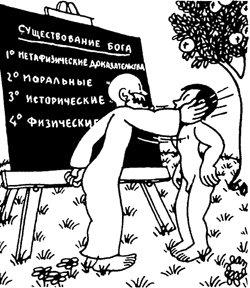 СУЩЕСТВОВАНИЕ БОГА
1° МЕТАФИЗИЧЕСКИЕ ДОКАЗАТЕЛЬСТВА
2° МОРАЛЬНЫЕ
3° ИСТОРИЧЕСКИЕ
4° ФИЗИЧЕСКИЕ